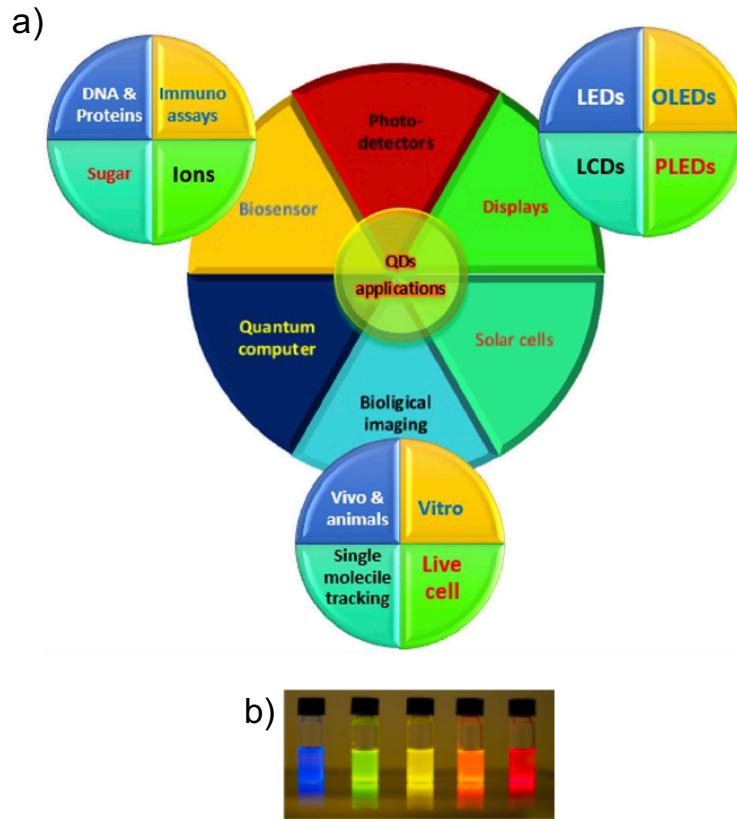 a)
DNA &
Proteins
Immuno
assays
Sugar
Ions
LEDs
OLEDs
LCDs
PLEDs
Photo-
detectors
Biosensor
Displays
QDs
applications
Quantum
computer
Solar cells
Bioligical
imaging
Vivo &
animals
Vitro
Single
molecile
tracking
Live
cell
b)